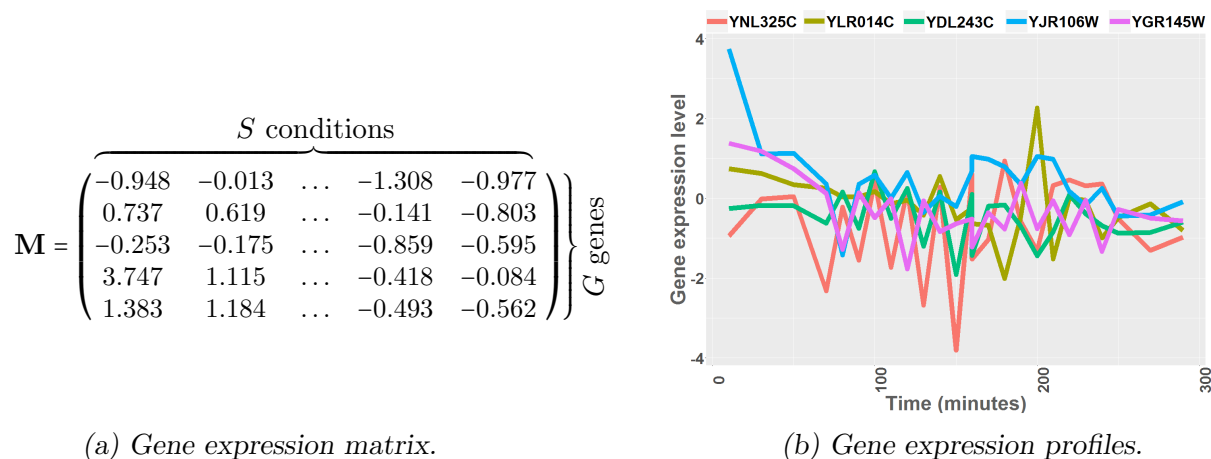 S conditions
M =
−0.948 −0.013 … −1.308 −0.977
0.737 0.619 … −0.141 −0.803
−0.253 −0.175 … −0.859 −0.595
3.747 1.115 … −0.418 −0.084
1.383 1.184 … −0.493 −0.562
G genes
(a) Gene expression matrix.
YNL325C YLR014C YDL243C YJR106W YGR145W
Gene expression level
4
2
0
-2
-4
0 100 200 300
Time (minutes)
(b) Gene expression profiles.